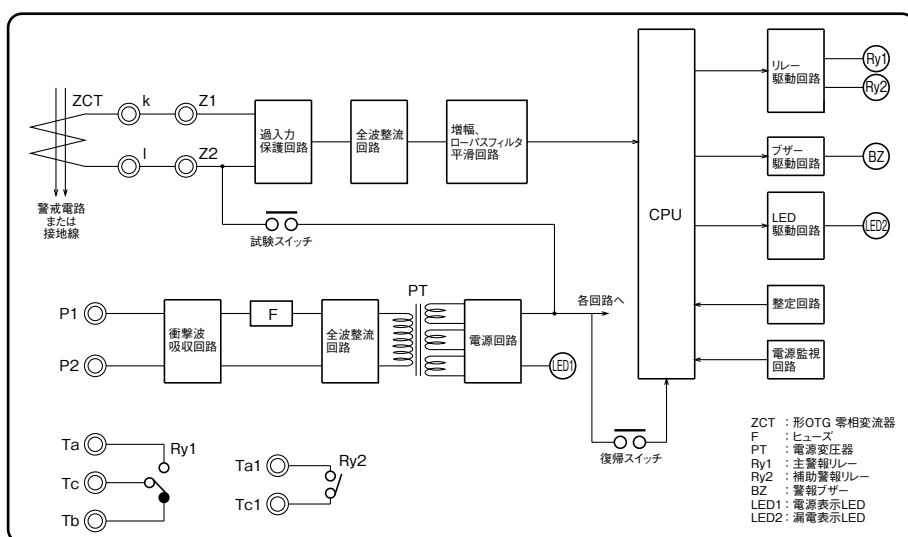 ZCT
k
Z1
l
Z2
警戒電路
または
接地線
過入力
保護回路
全波整流
回路
増幅、
ローパスフィルタ
平滑回路
試験スイッチ
CPU
リレー
駆動回路
Ry1
Ry2
ブザー
駆動回路
BZ
LED
駆動回路
LED2
整定回路
電源監視
回路
P1
P2
衝撃波
吸収回路
F
全波整流
回路
PT
電源回路
LED1
各回路へ
復帰スイッチ
Ta
Tc
Tb
Ry1
Ta1
Tc1
Ry2
ZCT :形OTG 零相変流器
F :ヒューズ
PT :電源変圧器
Ry1 :主警報リレー
Ry2 :補助警報リレー
BZ :警報ブザー
LED1:電源表示LED
LED2:漏電表示LED